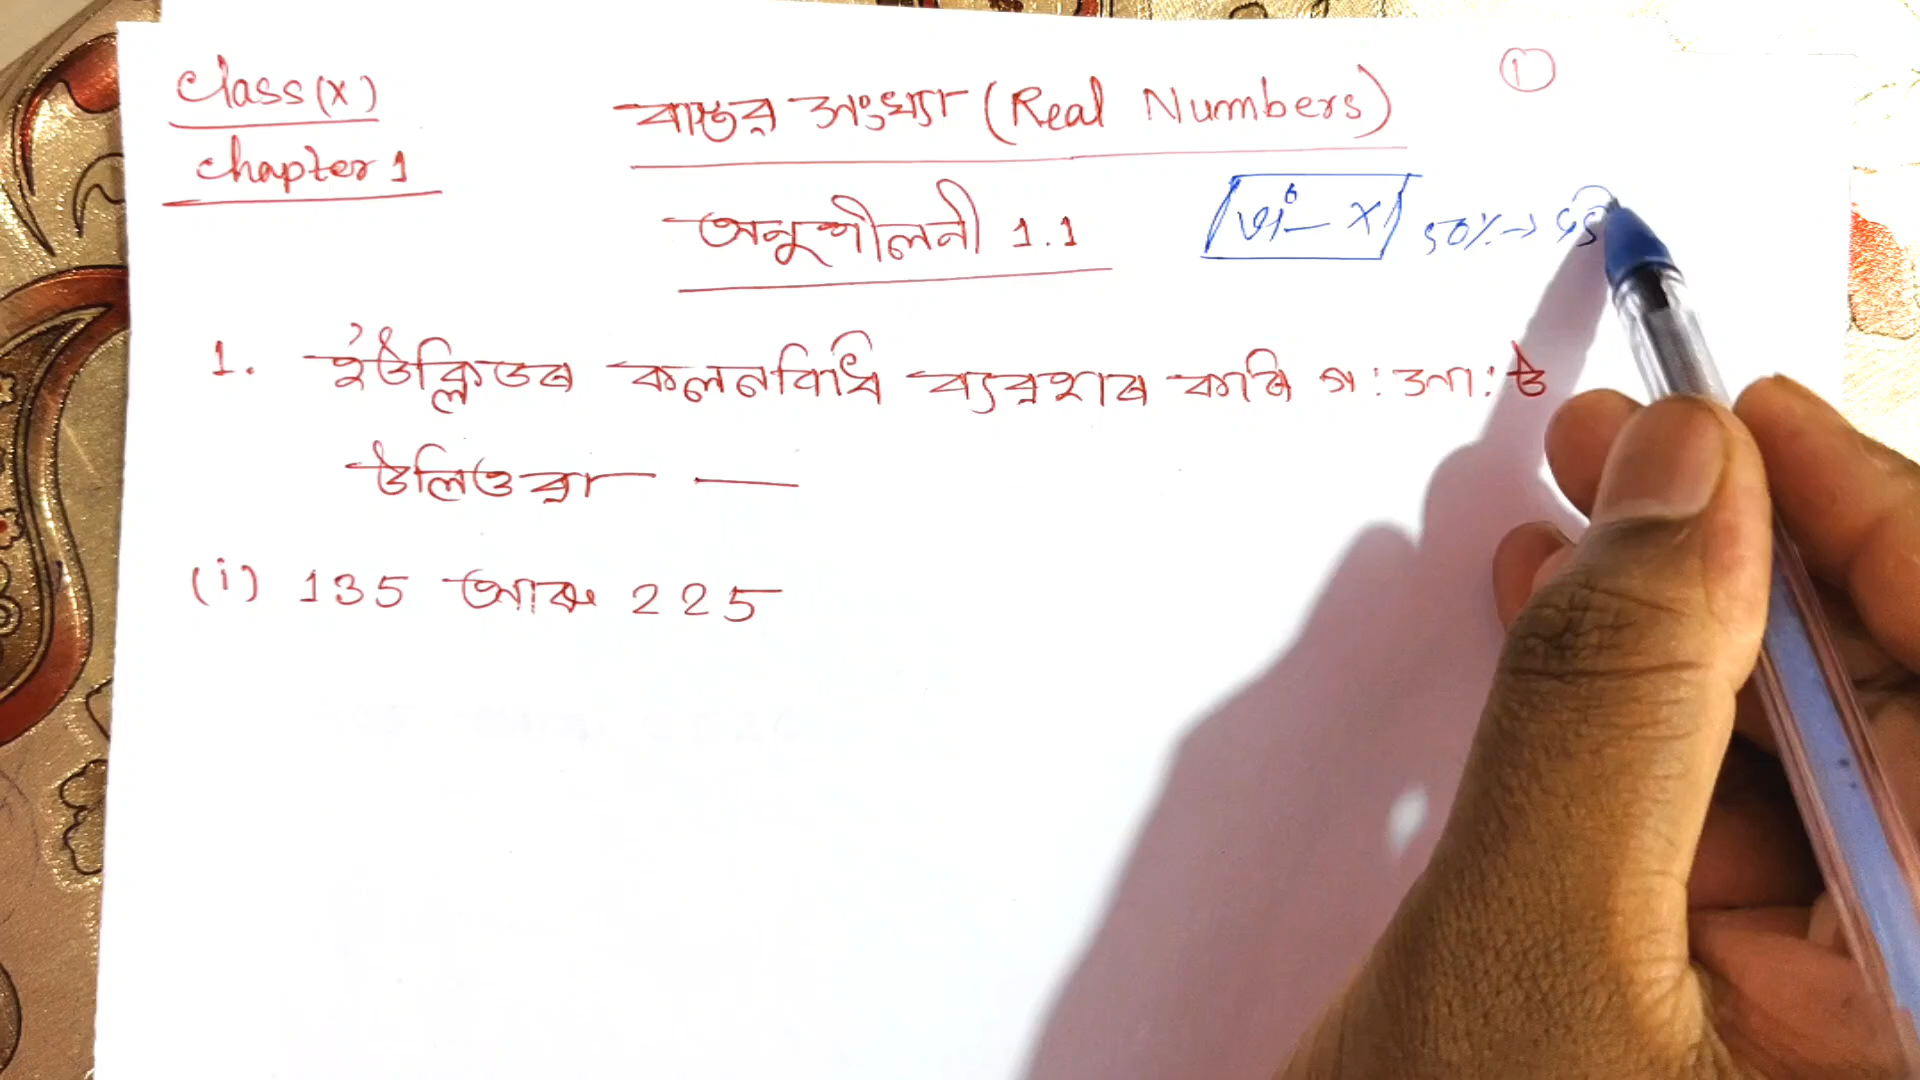 Class (X)
Chapter 1
1
বাস্তৱ সংখ্যা (Real Numbers)
অনুশীলনী 1.1
50% →
1. ইউক্লিডৰ কলনবিধি ব্যৱহাৰ কৰি গ:সা:উ
উলিওৱা —
(i) 135 আৰু 225